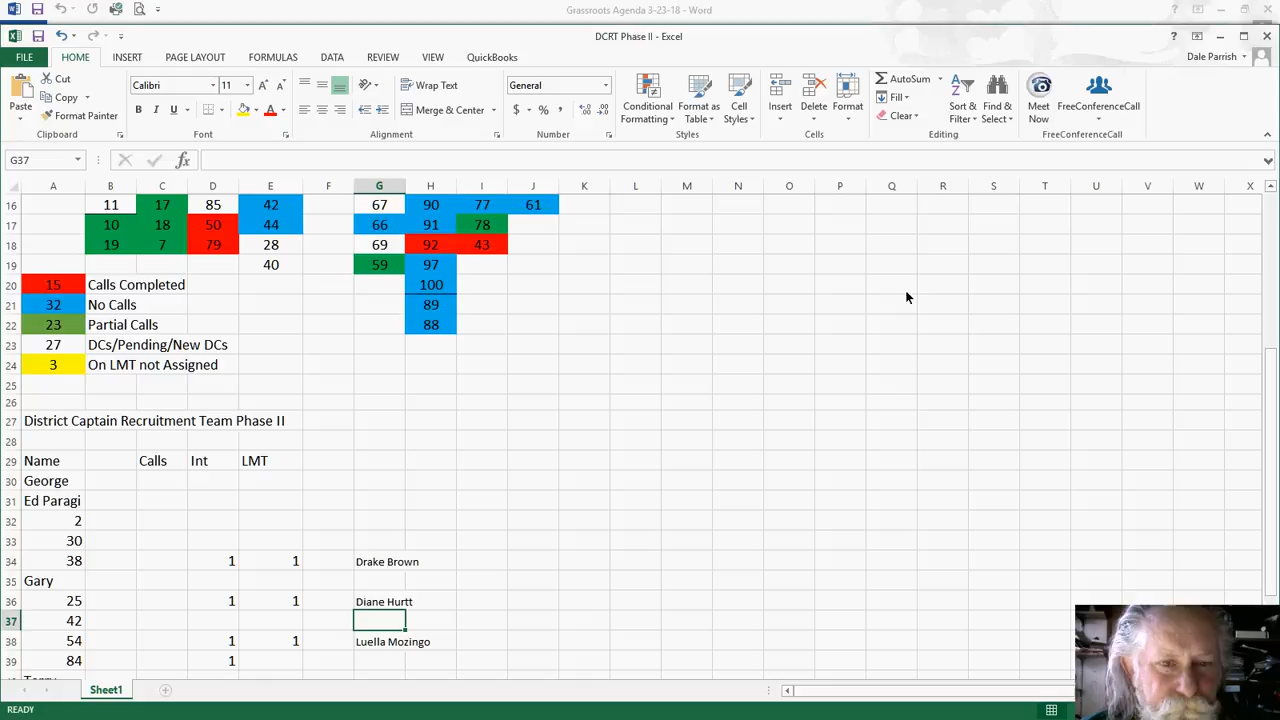 Grassroots Agenda 3-23-18 - Word
DCRT Phase II - Excel
FILE HOME INSERT PAGE LAYOUT FORMULAS DATA REVIEW VIEW QuickBooks Dale Parrish
Paste
Cut
Copy
Format Painter
Clipboard
Calibri 11
B I U
Font
Wrap Text
Merge & Center
Alignment
General
$ % ,
Number
Conditional Formatting
Format as Table
Cell Styles
Styles
Insert
Delete
Format
Cells
AutoSum
Fill
Clear
Sort & Filter
Find & Select
Editing
Meet Now
FreeConferenceCall
FreeConferenceCall
G37
A B C D E F G H I J K L M N O P Q R S T U V W X
16 11 17 85 42 67 90 77 61
17 10 18 50 44 66 91 78
18 19 7 79 28 69 92 43
19 40 59 97
20 15 Calls Completed 100
21 32 No Calls 89
22 23 Partial Calls 88
23 27 DCs/Pending/New DCs
24 3 On LMT not Assigned
25
26
27 District Captain Recruitment Team Phase II
28
29 Name Calls Int LMT
30 George
31 Ed Paragi
32 2
33 30
34 38 1 1 Drake Brown
35 Gary
36 25 1 1 Diane Hurtt
37 42
38 54 1 1 Luella Mozingo
39 84 1
Sheet1
READY